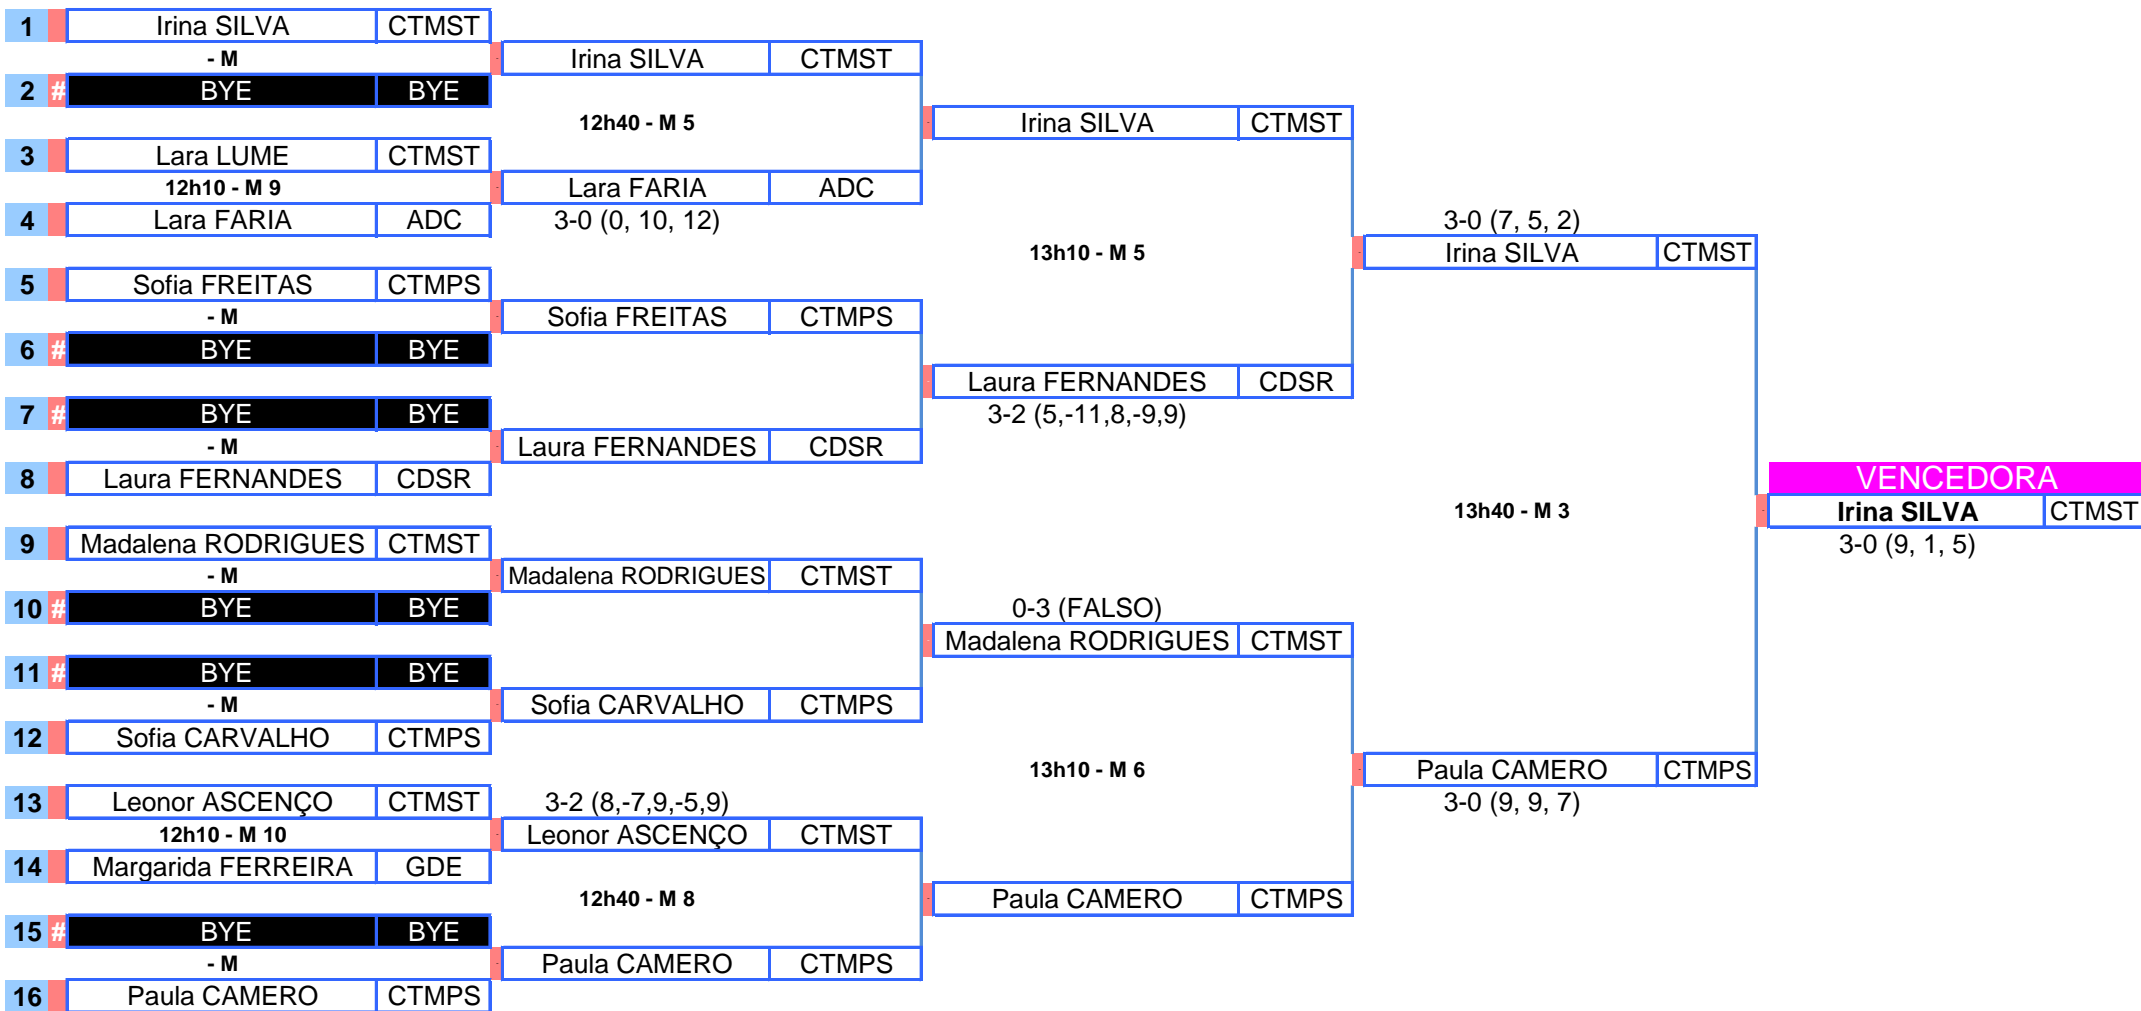 1 Irina SILVA CTMST
- M Irina SILVA CTMST
2 # BYE BYE
12h40 - M 5 Irina SILVA CTMST
3 Lara LUME CTMST
12h10 - M 9 Lara FARIA ADC
4 Lara FARIA ADC 3-0 (0, 10, 12) 3-0 (7, 5, 2)
13h10 - M 5 Irina SILVA CTMST
5 Sofia FREITAS CTMPS
- M Sofia FREITAS CTMPS
6 # BYE BYE
Laura FERNANDES CDSR
7 # BYE BYE 3-2 (5,-11,8,-9,9)
- M Laura FERNANDES CDSR
8 Laura FERNANDES CDSR VENCEDORA
13h40 - M 3 Irina SILVA CTMST
9 Madalena RODRIGUES CTMST 3-0 (9, 1, 5)
- M Madalena RODRIGUES CTMST
10 # BYE BYE 0-3 (FALSO)
Madalena RODRIGUES CTMST
11 # BYE BYE
- M Sofia CARVALHO CTMPS
12 Sofia CARVALHO CTMPS
13h10 - M 6 Paula CAMERO CTMPS
13 Leonor ASCENÇO CTMST 3-2 (8,-7,9,-5,9) 3-0 (9, 9, 7)
12h10 - M 10 Leonor ASCENÇO CTMST
14 Margarida FERREIRA GDE
12h40 - M 8 Paula CAMERO CTMPS
15 # BYE BYE
- M Paula CAMERO CTMPS
16 Paula CAMERO CTMPS